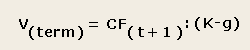 V(term) = CF(t+1):(K-g)